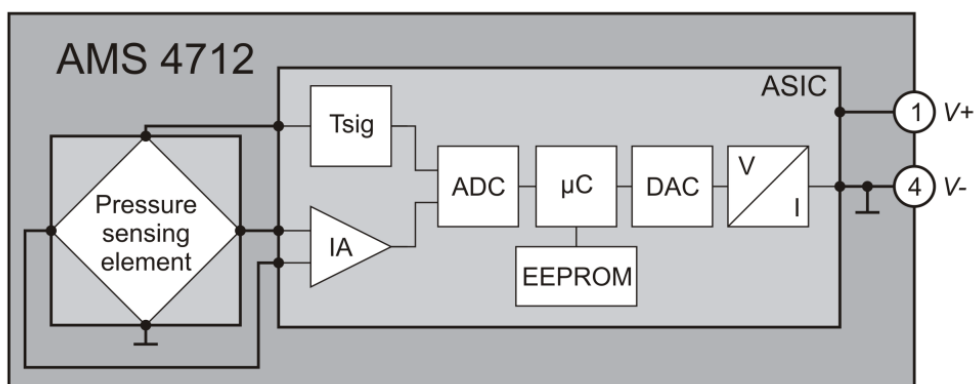 AMS 4712
ASIC
1 V+
Tsig
4 V-
ADC
µC
DAC
V
I
Pressure
sensing
element
IA
EEPROM